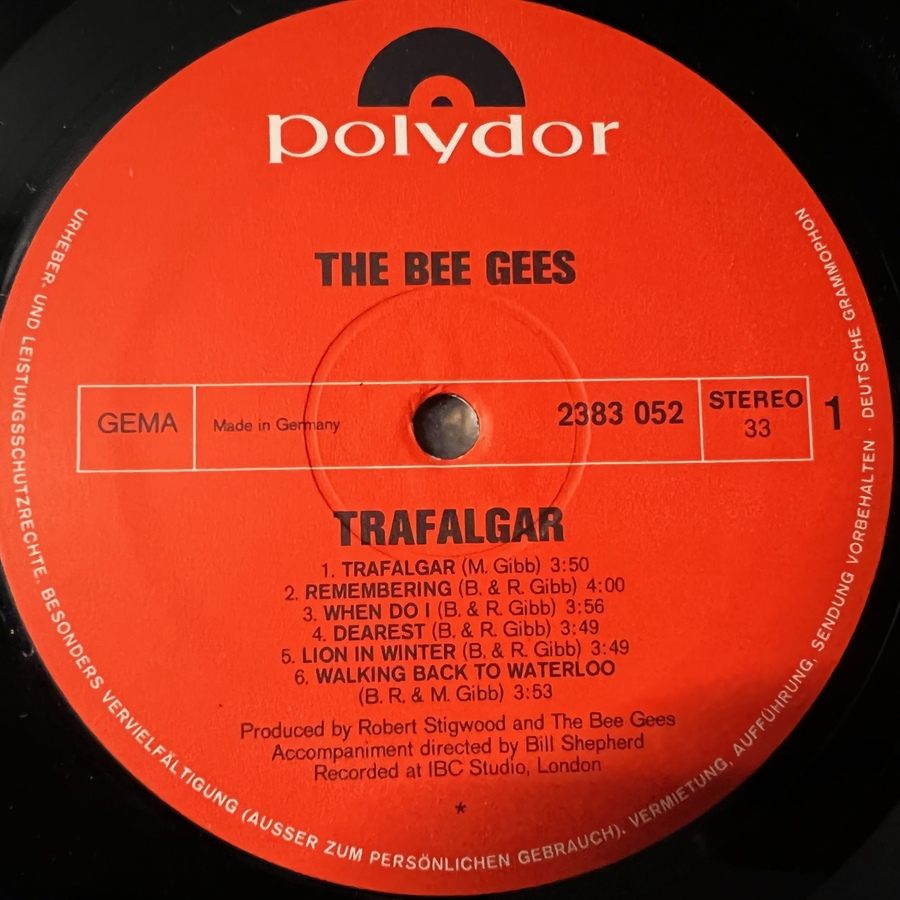 polydor
THE BEE GEES
GEMA
Made in Germany
2383 052
STEREO
33
1
TRAFALGAR
1. TRAFALGAR (M. Gibb) 3:50
2. REMEMBERING (B. & R. Gibb) 4:00
3. WHEN DO I (B. & R. Gibb) 3:56
4. DEAREST (B. & R. Gibb) 3:49
5. LION IN WINTER (B. & R. Gibb) 3:49
6. WALKING BACK TO WATERLOO
(B. R. & M. Gibb) 3:53
Produced by Robert Stigwood and The Bee Gees
Accompaniment directed by Bill Shepherd
Recorded at IBC Studio, London
*
URHEBER- UND LEISTUNGSSCHUTZRECHTE, BESONDERS VERVIELFÄLTIGUNG (AUSSER ZUM PERSÖNLICHEN GEBRAUCH), VERMIETUNG, AUFFÜHRUNG, SENDUNG VORBEHALTEN · DEUTSCHE GRAMMOPHON